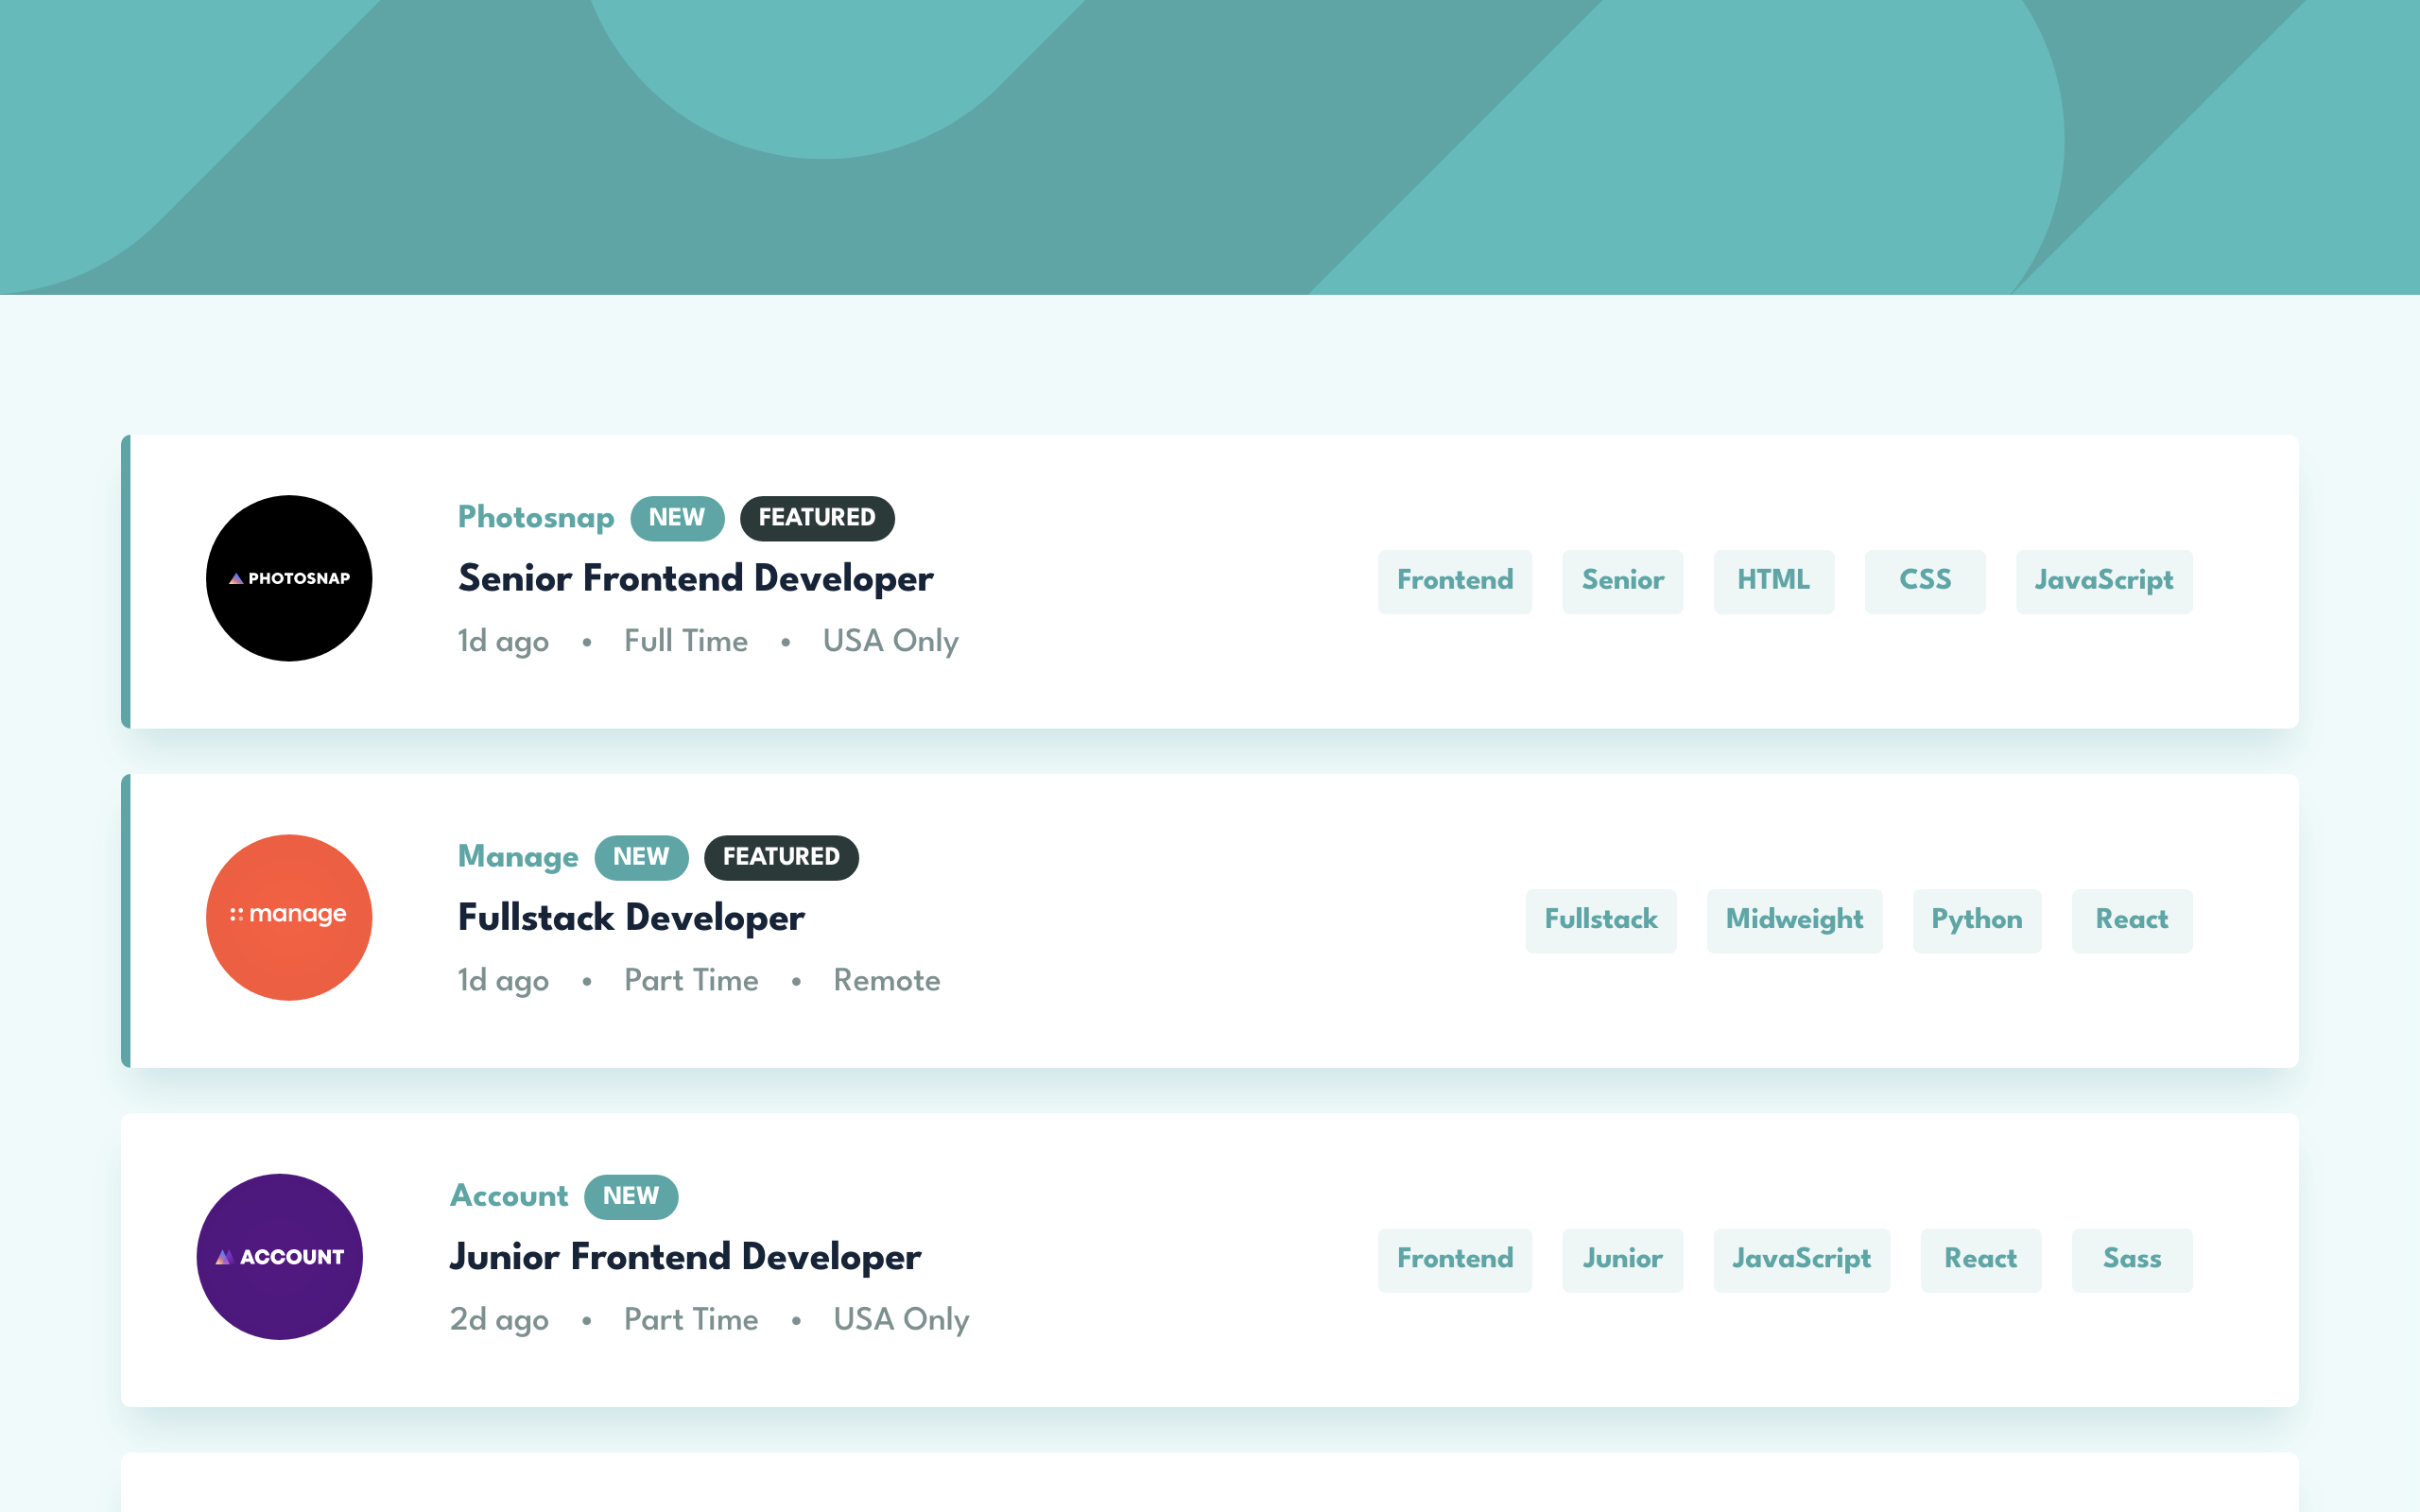 PHOTOSNAP
Photosnap NEW FEATURED
Senior Frontend Developer
1d ago • Full Time • USA Only
Frontend Senior HTML CSS JavaScript
manage
Manage NEW FEATURED
Fullstack Developer
1d ago • Part Time • Remote
Fullstack Midweight Python React
ACCOUNT
Account NEW
Junior Frontend Developer
2d ago • Part Time • USA Only
Frontend Junior JavaScript React Sass